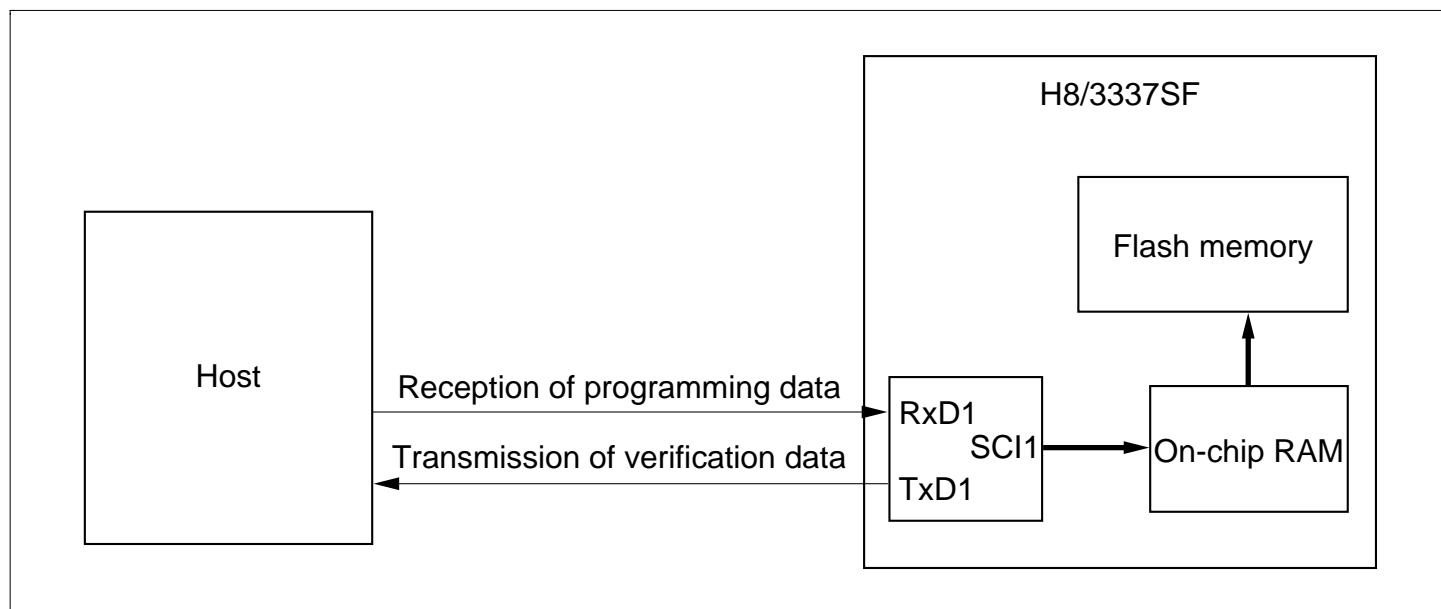 H8/3337SF
Flash memory
Host
Reception of programming data
RxD1
SCI1
On-chip RAM
Transmission of verification data
TxD1